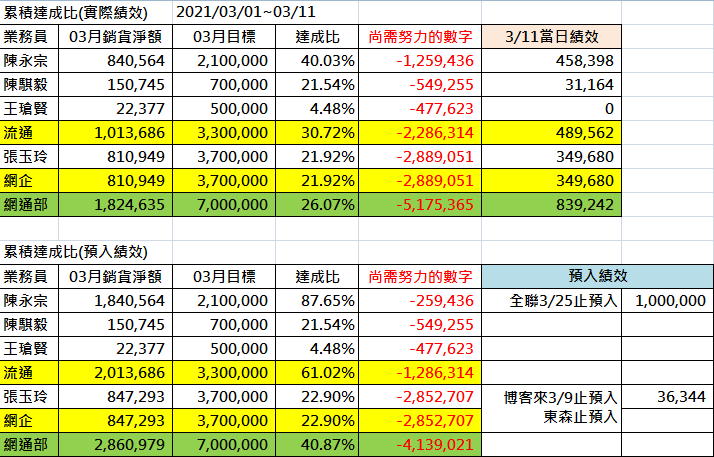 累積達成比(實際績效) 2021/03/01~03/11
業務員 03月銷貨淨額 03月目標 達成比 尚需努力的數字 3/11當日績效
陳永宗 840,564 2,100,000 40.03% -1,259,436 458,398
陳騏毅 150,745 700,000 21.54% -549,255 31,164
王瑲賢 22,377 500,000 4.48% -477,623 0
流通 1,013,686 3,300,000 30.72% -2,286,314 489,562
張玉玲 810,949 3,700,000 21.92% -2,889,051 349,680
網企 810,949 3,700,000 21.92% -2,889,051 349,680
網通部 1,824,635 7,000,000 26.07% -5,175,365 839,242
累積達成比(預入績效)
業務員 03月銷貨淨額 03月目標 達成比 尚需努力的數字 預入績效
陳永宗 1,840,564 2,100,000 87.65% -259,436 全聯3/25止預入 1,000,000
陳騏毅 150,745 700,000 21.54% -549,255
王瑲賢 22,377 500,000 4.48% -477,623
流通 2,013,686 3,300,000 61.02% -1,286,314
張玉玲 847,293 3,700,000 22.90% -2,852,707 博客來3/9止預入 36,344
網企 847,293 3,700,000 22.90% -2,852,707 東森止預入
網通部 2,860,979 7,000,000 40.87% -4,139,021